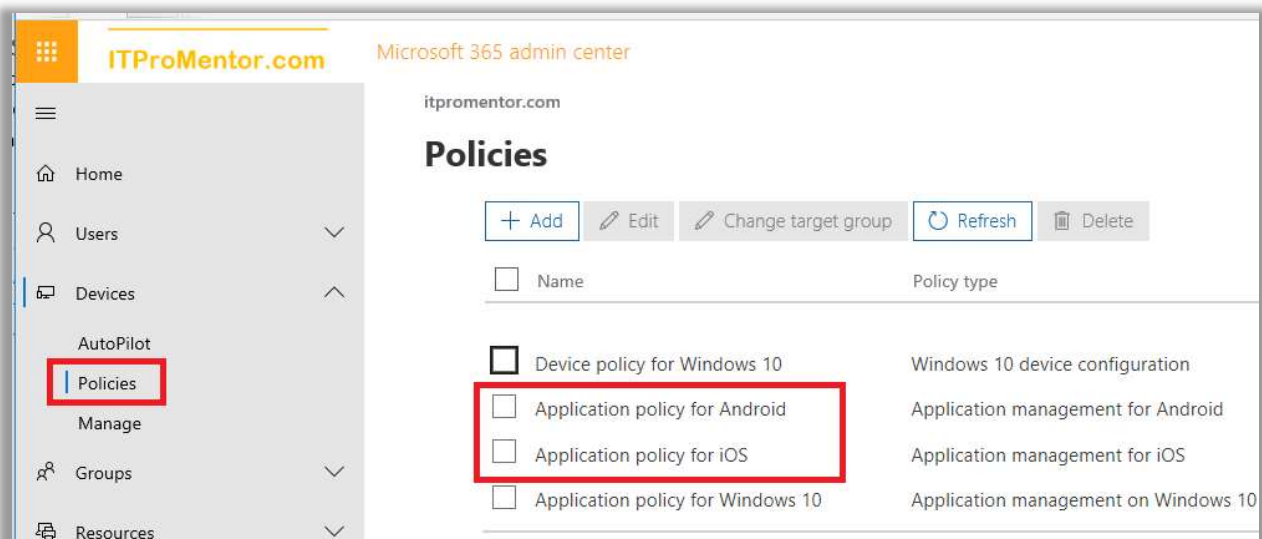 ITProMentor.com
Microsoft 365 admin center
itpromentor.com
Policies
Home
Users
Devices
AutoPilot
Policies
Manage
Groups
Resources
Add Edit Change target group Refresh Delete
Name Policy type
Device policy for Windows 10 Windows 10 device configuration
Application policy for Android Application management for Android
Application policy for iOS Application management for iOS
Application policy for Windows 10 Application management on Windows 10